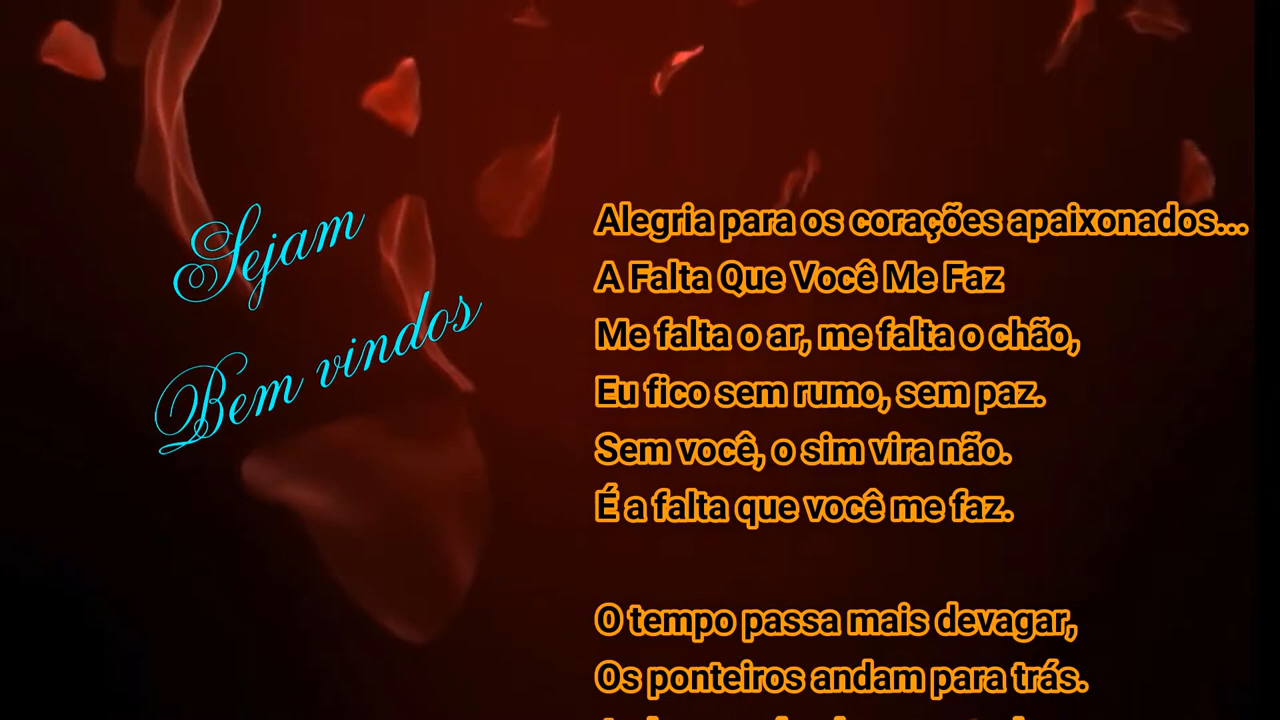 Sejam
Bem vindos
Alegria para os corações apaixonados...
A Falta Que Você Me Faz
Me falta o ar, me falta o chão,
Eu fico sem rumo, sem paz.
Sem você, o sim vira não.
É a falta que você me faz.
O tempo passa mais devagar,
Os ponteiros andam para trás.